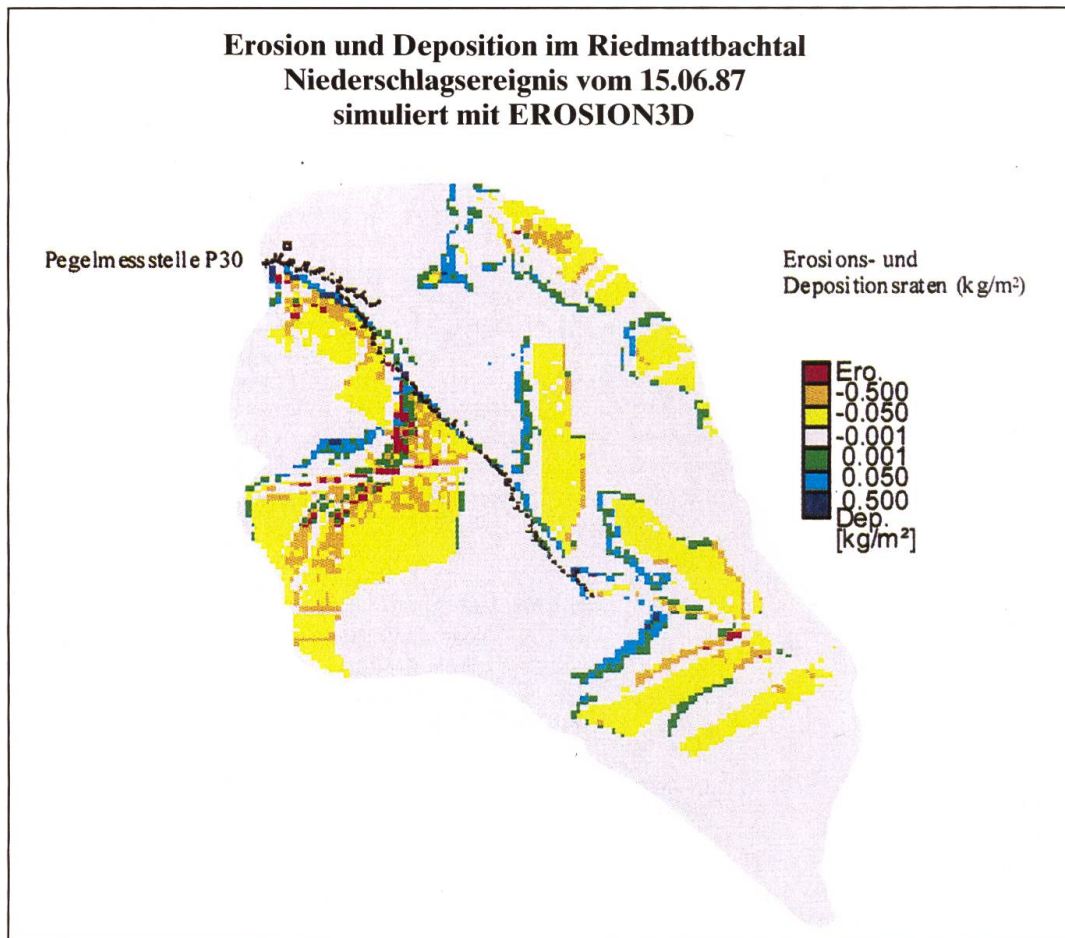 Erosion und Deposition im Riedmattbachtal
Niederschlagsereignis vom 15.06.87
simuliert mit EROSION3D
Pegelmessstelle P30
Erosions- und
Depositionsraten (kg/m²)
Ero.
-0.500
-0.050
-0.001
0.001
0.050
0.500
Dep.
[kg/m²]